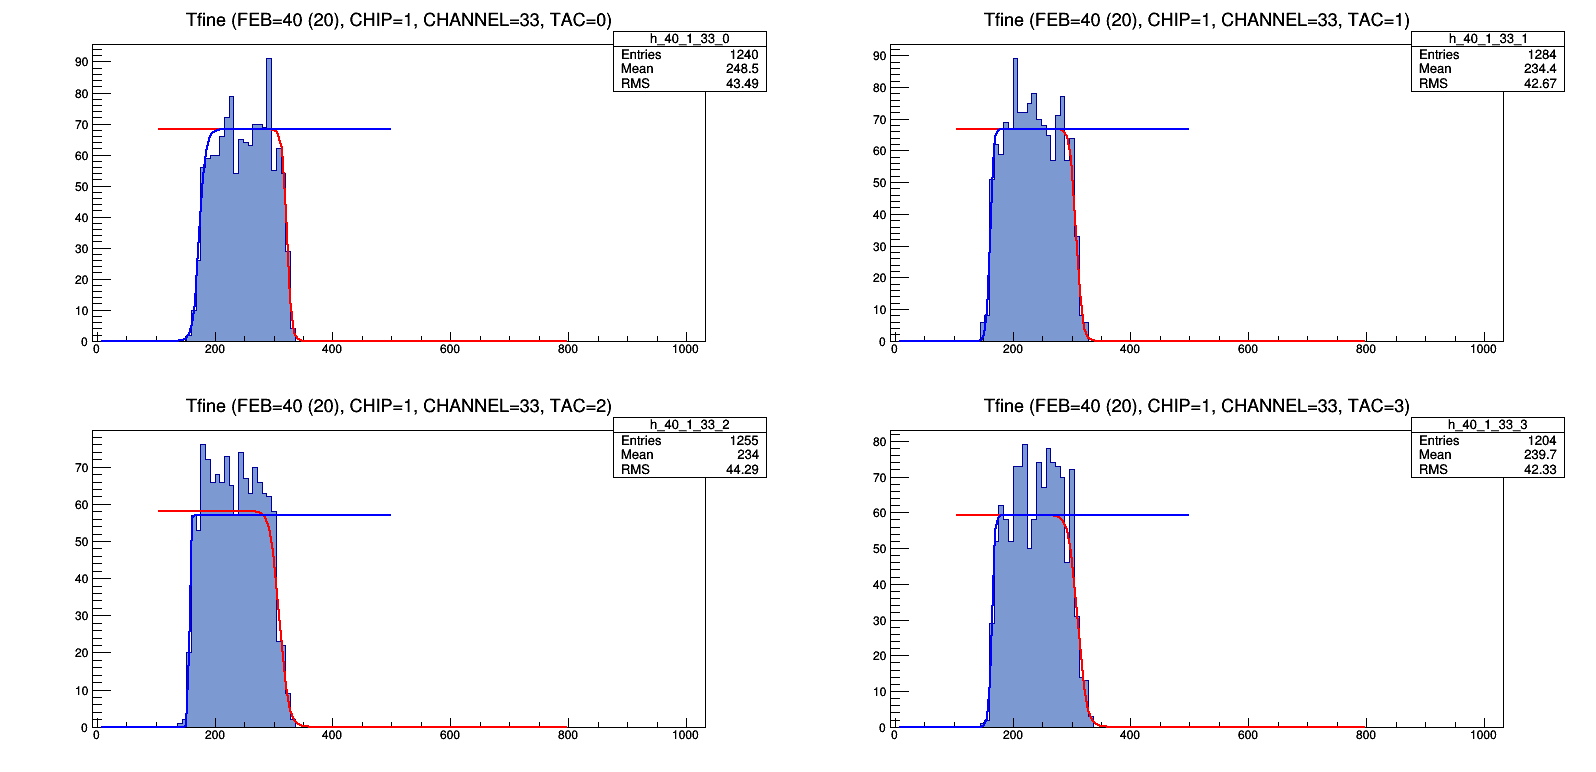 Tfine (FEB=40 (20), CHIP=1, CHANNEL=33, TAC=0)
h_40_1_33_0
Entries 1240
Mean 248.5
RMS 43.49
90
80
70
60
50
40
30
20
10
0
0 200 400 600 800 1000
Tfine (FEB=40 (20), CHIP=1, CHANNEL=33, TAC=1)
h_40_1_33_1
Entries 1284
Mean 234.4
RMS 42.67
90
80
70
60
50
40
30
20
10
0
0 200 400 600 800 1000
Tfine (FEB=40 (20), CHIP=1, CHANNEL=33, TAC=2)
h_40_1_33_2
Entries 1255
Mean 234
RMS 44.29
70
60
50
40
30
20
10
0
0 200 400 600 800 1000
Tfine (FEB=40 (20), CHIP=1, CHANNEL=33, TAC=3)
h_40_1_33_3
Entries 1204
Mean 239.7
RMS 42.33
80
70
60
50
40
30
20
10
0
0 200 400 600 800 1000